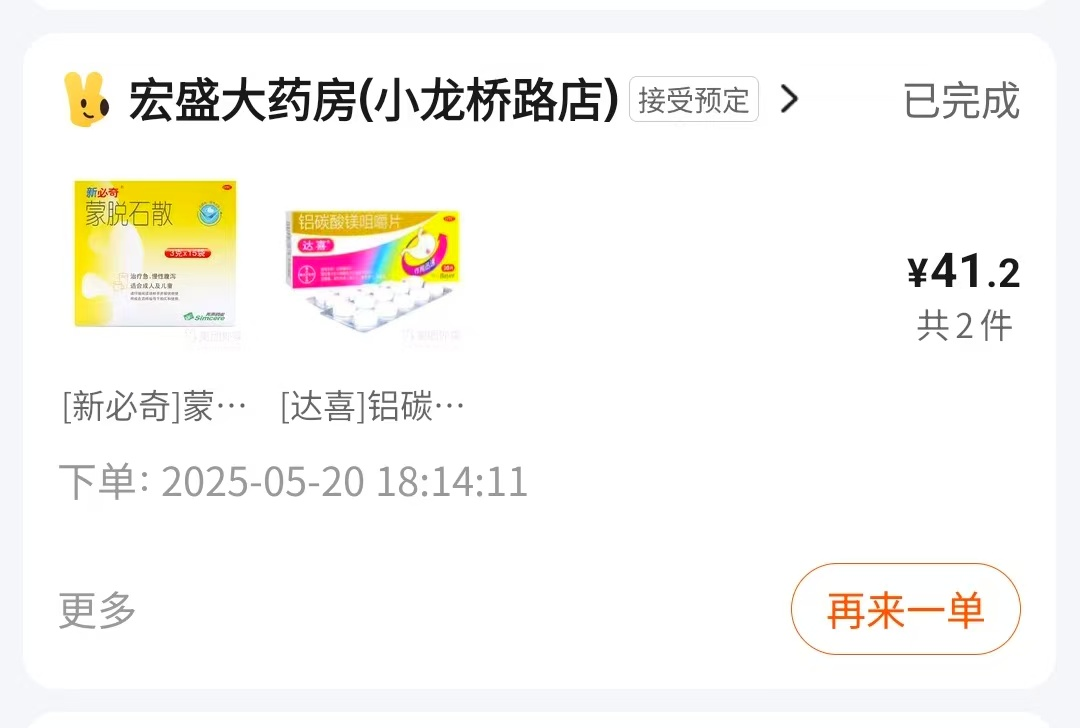 宏盛大药房(小龙桥路店)
接受预定
已完成
新必奇
蒙脱石散
3克x15袋
治疗急、慢性腹泻
适合成人及儿童
Simcere
铝碳酸镁咀嚼片
达喜
¥41.2
共2件
[新必奇]蒙…
[达喜]铝碳…
下单: 2025-05-20 18:14:11
更多
再来一单